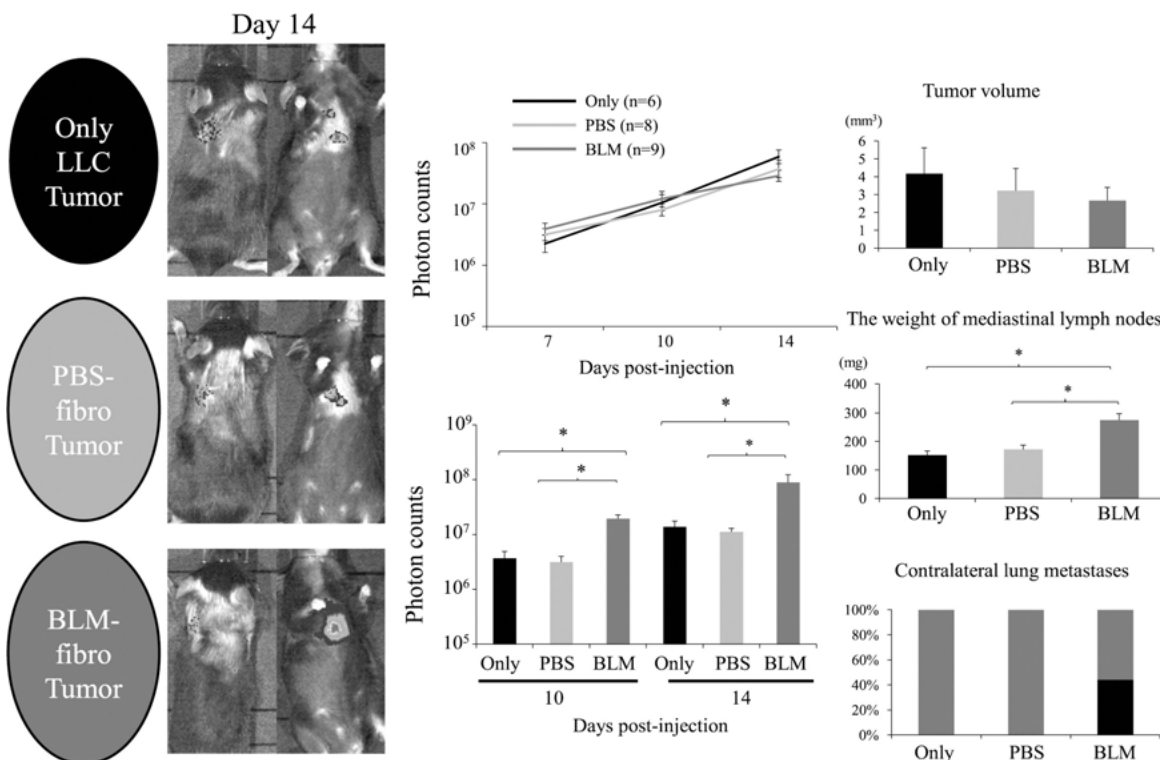 Day 14
Only
LLC
Tumor
PBS-
fibro
Tumor
BLM-
fibro
Tumor
Only (n=6)
PBS (n=8)
BLM (n=9)
Photon counts
10⁸
10⁷
10⁶
10⁵
7
10
14
Days post-injection
*
*
*
*
Photon counts
10⁹
10⁸
10⁷
10⁶
10⁵
Only
PBS
BLM
Only
PBS
BLM
10
14
Days post-injection
Tumor volume
(mm³)
6
5
4
3
2
1
0
Only
PBS
BLM
The weight of mediastinal lymph nodes
(mg)
*
*
400
300
200
100
0
Only
PBS
BLM
Contralateral lung metastases
100%
80%
60%
40%
20%
0%
Only
PBS
BLM